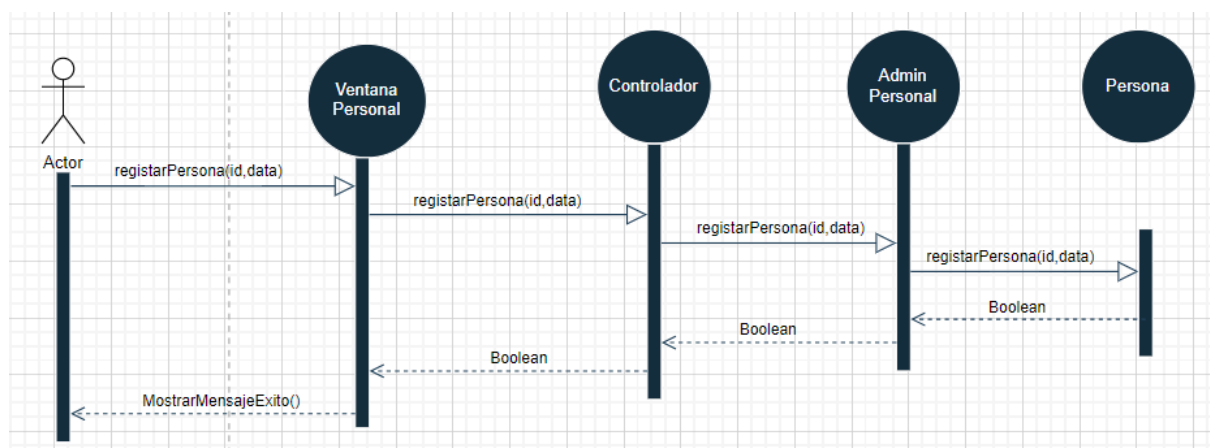 Ventana
Personal
Controlador
Admin
Personal
Persona
Actor
registarPersona(id,data)
registarPersona(id,data)
registarPersona(id,data)
registarPersona(id,data)
Boolean
Boolean
Boolean
MostrarMensajeExito()